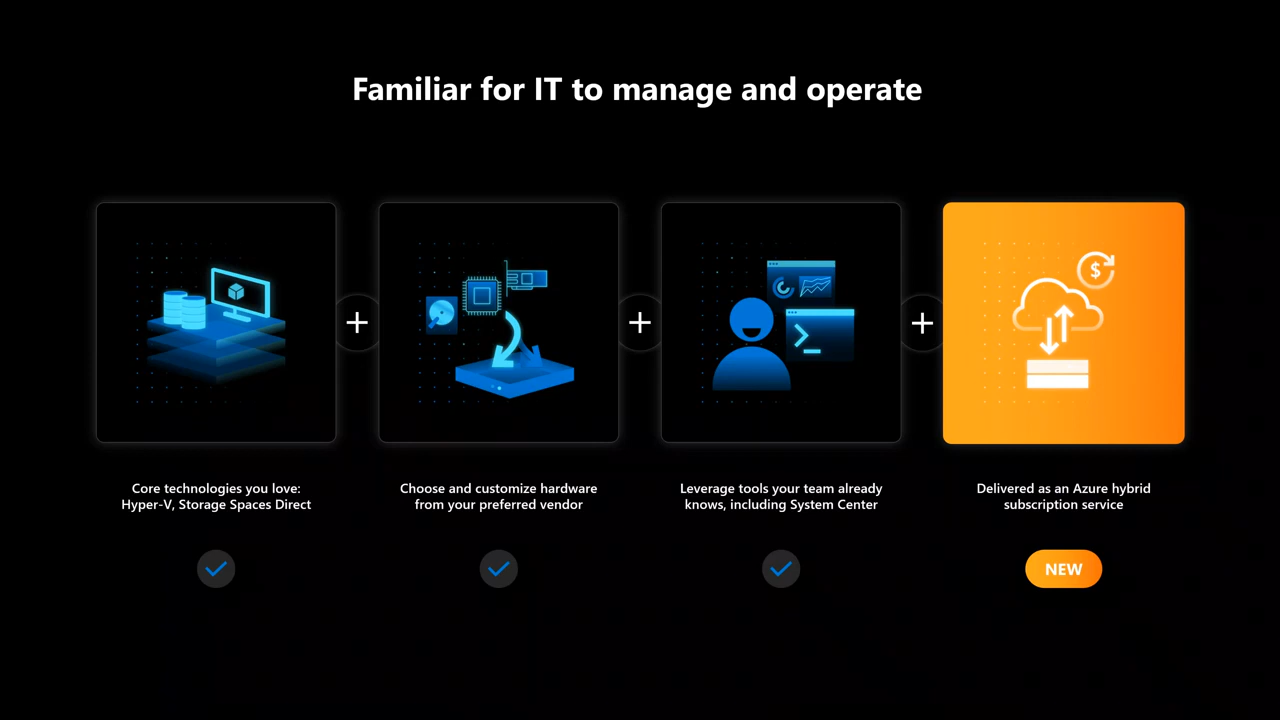 Familiar for IT to manage and operate
Core technologies you love:
Hyper-V, Storage Spaces Direct
Choose and customize hardware
from your preferred vendor
Leverage tools your team already
knows, including System Center
Delivered as an Azure hybrid
subscription service
NEW